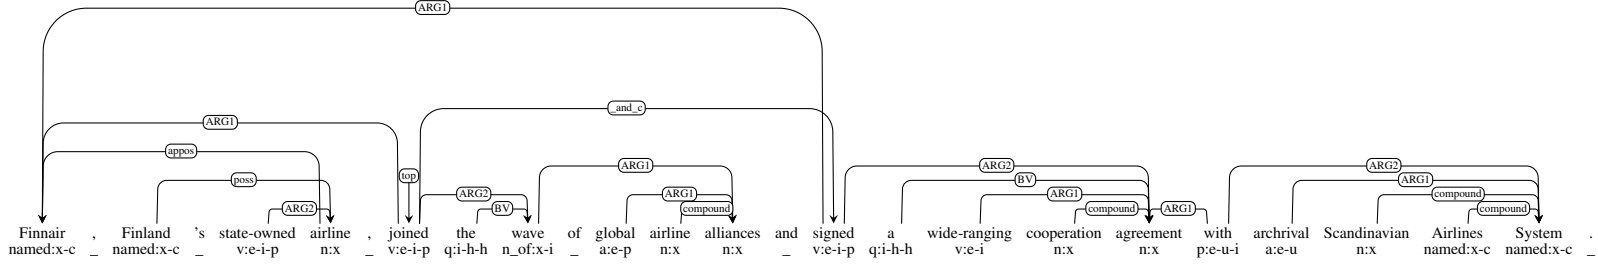 ARG1
_and_c
ARG1
appos
ARG1 ARG2
top BV ARG1
poss ARG2 ARG1 ARG1 compound
ARG2 BV compound compound ARG1 compound
Finnair , Finland 's state-owned airline , joined the wave of global airline alliances and signed a wide-ranging cooperation agreement with archrival Scandinavian Airlines System .
named:x-c _ named:x-c _ v:e-i-p n:x _ v:e-i-p q:i-h-h n_of:x-i _ a:e-p n:x n:x _ v:e-i-p q:i-h-h v:e-i n:x n:x p:e-u-i a:e-u n:x named:x-c named:x-c _